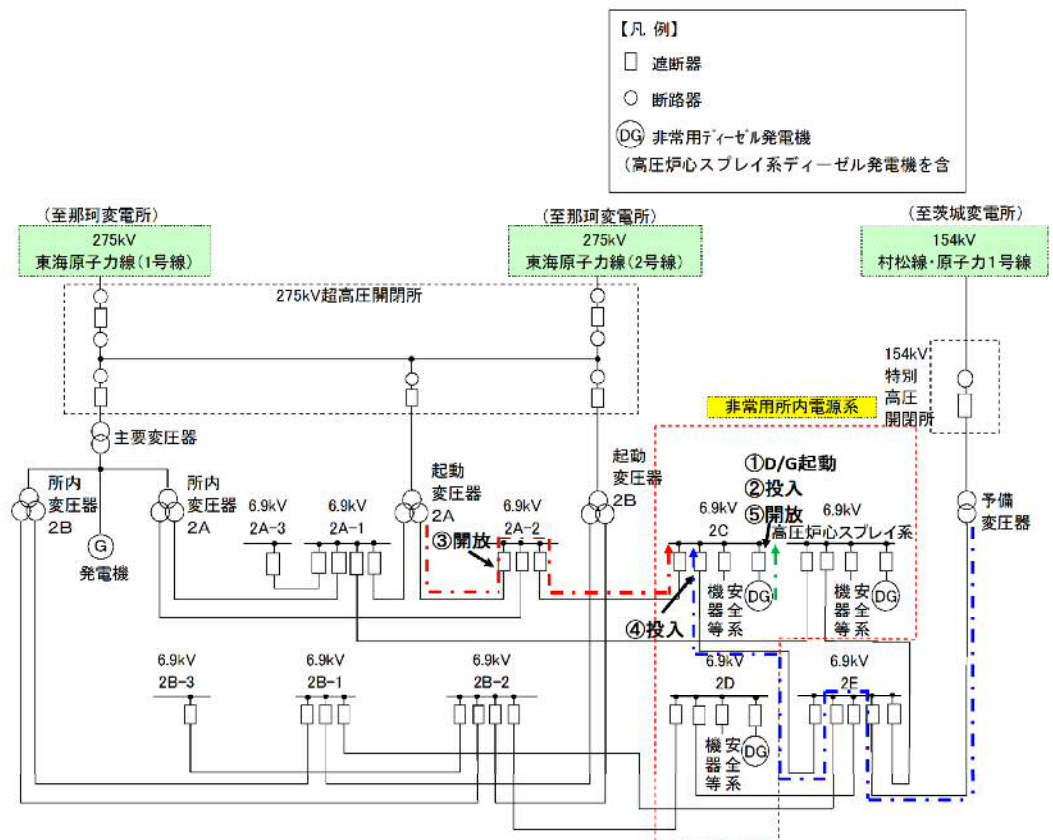 【凡 例】
遮断器
断路器
DG 非常用ディーゼル発電機
(高圧炉心スプレイ系ディーゼル発電機を含
(至那珂変電所)
275kV
東海原子力線(1号線)
(至那珂変電所)
275kV
東海原子力線(2号線)
(至茨城変電所)
154kV
村松線・原子力1号線
275kV超高圧開閉所
154kV
特別
高圧
開閉所
非常用所内電源系
主要変圧器
所内
変圧器
2B
所内
変圧器
2A
G
発電機
起動
変圧器
2A
起動
変圧器
2B
予備
変圧器
①D/G起動
②投入
⑤開放
③開放
④投入
6.9kV
2A-3
6.9kV
2A-1
6.9kV
2A-2
6.9kV
2C
6.9kV
高圧炉心スプレイ系
安全系
機器等
DG
安全系
機器等
DG
6.9kV
2B-3
6.9kV
2B-1
6.9kV
2B-2
6.9kV
2D
6.9kV
2E
安全系
機器等
DG